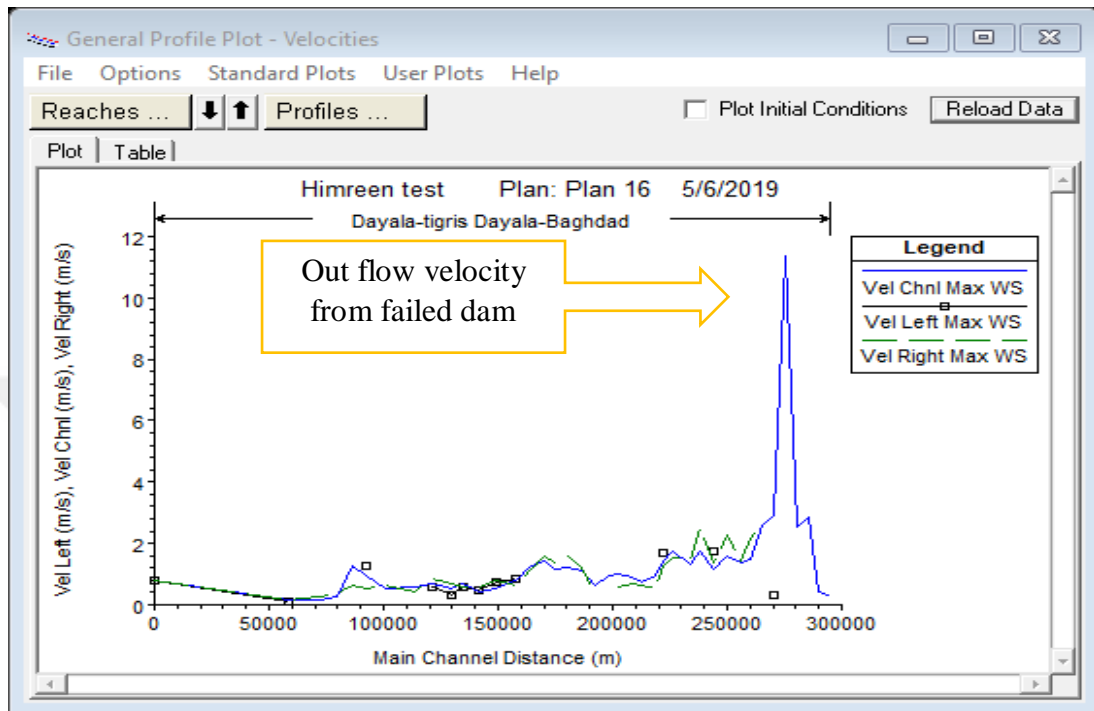 General Profile Plot - Velocities
File Options Standard Plots User Plots Help
Reaches ... Profiles ... Plot Initial Conditions Reload Data
Plot Table
Himreen test Plan: Plan 16 5/6/2019
Dayala-tigris Dayala-Baghdad
Vel Left (m/s), Vel Chnl (m/s), Vel Right (m/s)
12
10
8
6
4
2
0
Out flow velocity
from failed dam
Legend
Vel Chnl Max WS
Vel Left Max WS
Vel Right Max WS
0 50000 100000 150000 200000 250000 300000
Main Channel Distance (m)